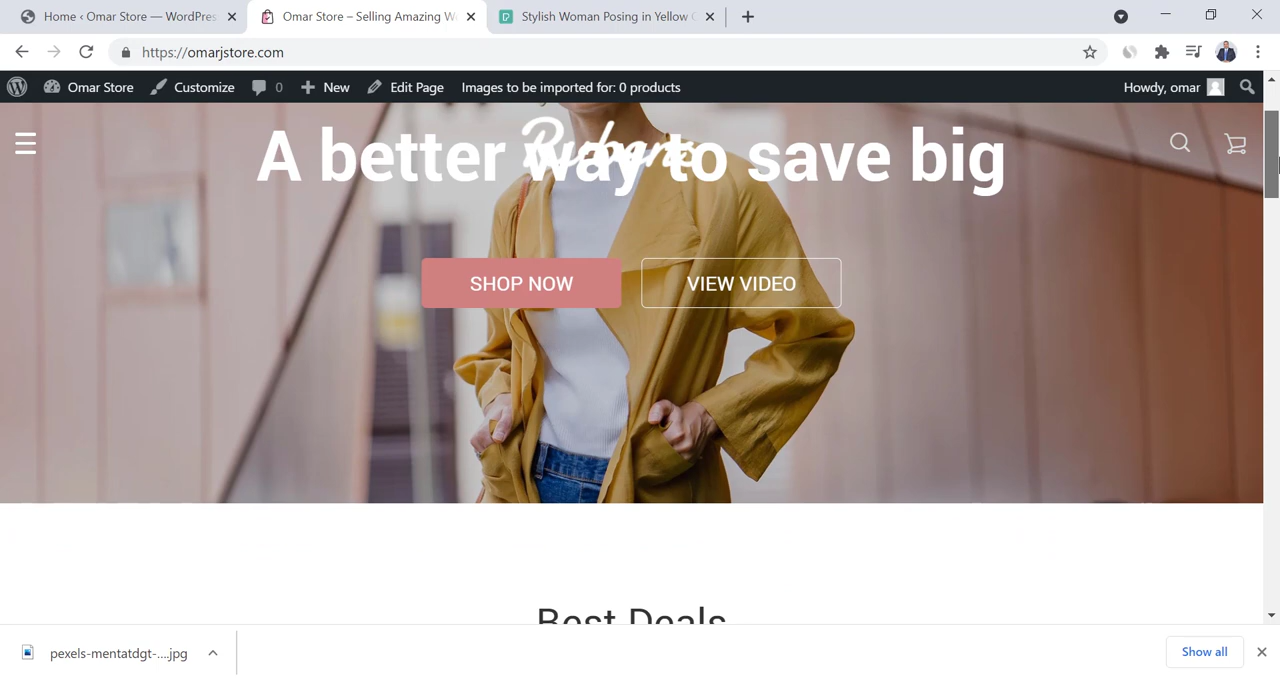 Home ‹ Omar Store — WordPres
Omar Store – Selling Amazing W
Stylish Woman Posing in Yellow C
https://omarjstore.com
Omar Store
Customize
0
New
Edit Page
Images to be imported for: 0 products
Howdy, omar
A better way to save big
SHOP NOW
VIEW VIDEO
Best Deals
pexels-mentatdgt-....jpg
Show all